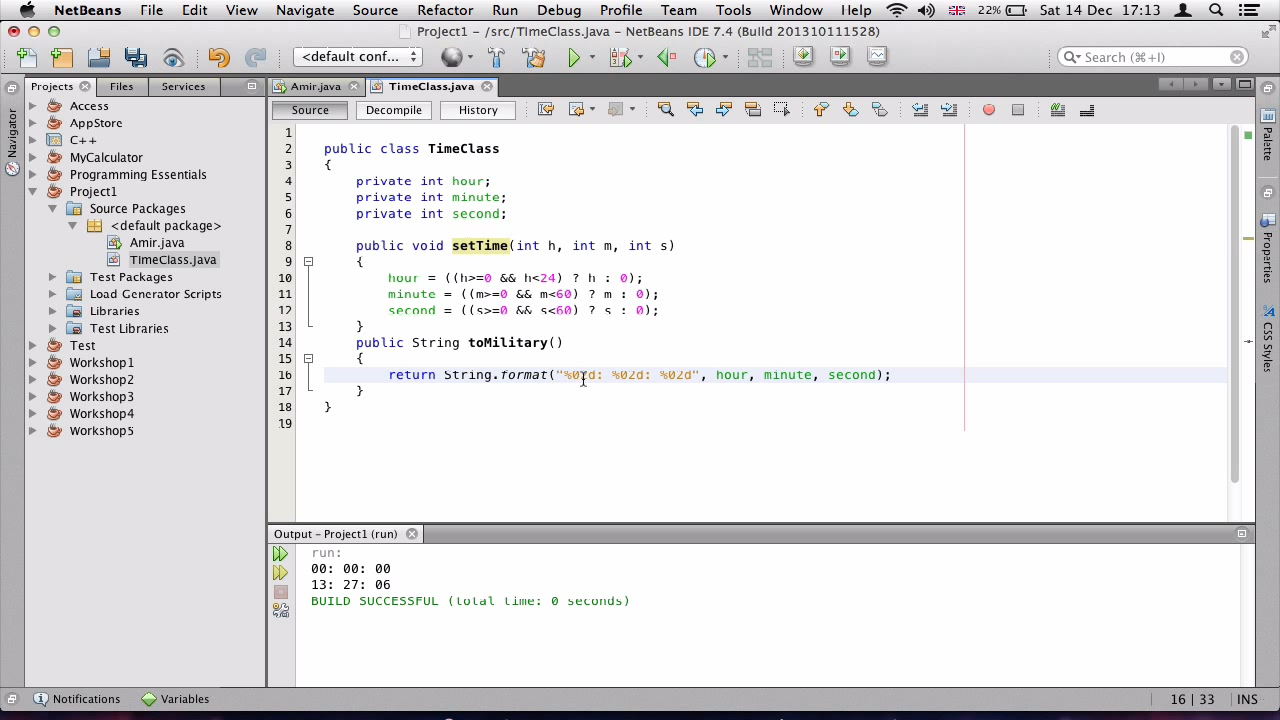 NetBeans File Edit View Navigate Source Refactor Run Debug Profile Team Tools Window Help 22% Sat 14 Dec 17:13
Project1 - /src/TimeClass.Java - NetBeans IDE 7.4 (Build 201310111528)
<default conf... Search (⌘+I)
Projects Files Services Amir.java TimeClass.java
Source Decompile History
Navigator
Access
AppStore
C++
MyCalculator
Programming Essentials
Project1
Source Packages
<default package>
Amir.java
TimeClass.java
Test Packages
Load Generator Scripts
Libraries
Test Libraries
Test
Workshop1
Workshop2
Workshop3
Workshop4
Workshop5
1
2 public class TimeClass
3 {
4 private int hour;
5 private int minute;
6 private int second;
7
8 public void setTime(int h, int m, int s)
9 {
10 hour = ((h>=0 && h<24) ? h : 0);
11 minute = ((m>=0 && m<60) ? m : 0);
12 second = ((s>=0 && s<60) ? s : 0);
13 }
14 public String toMilitary()
15 {
16 return String.format("%02d: %02d: %02d", hour, minute, second);
17 }
18 }
19
Palette
Properties
CSS Styles
Output - Project1 (run)
run:
00: 00: 00
13: 27: 06
BUILD SUCCESSFUL (total time: 0 seconds)
Notifications Variables 16 | 33 INS